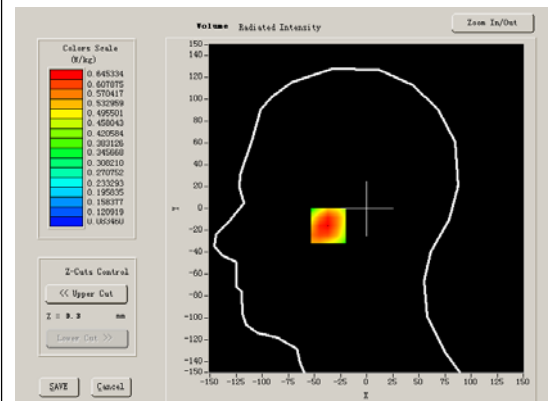 Volume Radiated Intensity
Zoom In/Out
Colors Scale
(W/kg)
0.645334
0.607875
0.570417
0.532959
0.495501
0.458043
0.420584
0.383126
0.345668
0.308210
0.270752
0.233293
0.195835
0.158377
0.120919
0.083460
Z-Cuts Control
<< Upper Cut
Z = 9.3 mm
Lower Cut >>
SAVE
Cancel
150
140
120
100
80
60
40
20
0
-20
-40
-60
-80
-100
-120
-140
-150
Y
-150 -125 -100 -75 -50 -25 0 25 50 75 100 125 150
X